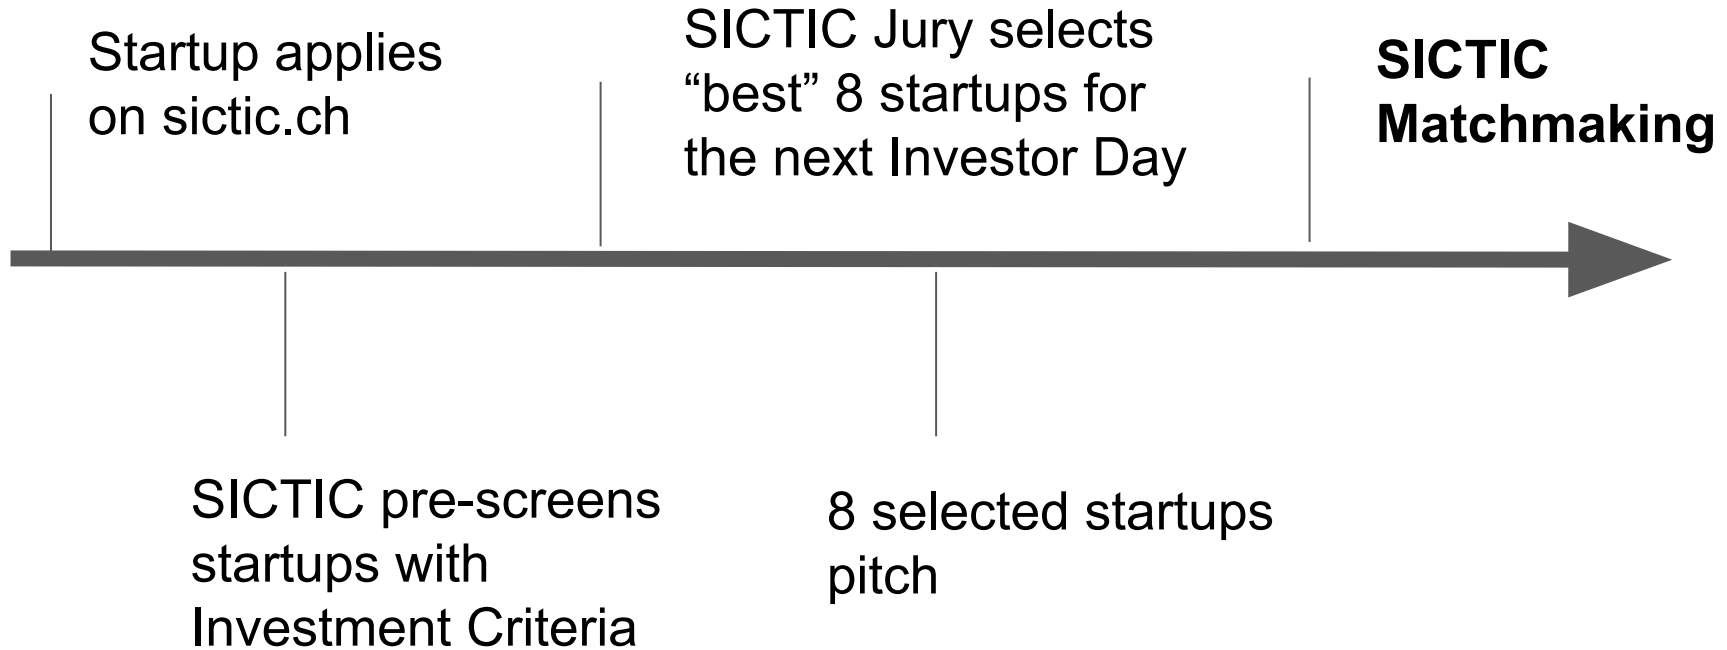 Startup applies
on sictic.ch
SICTIC pre-screens
startups with
Investment Criteria
SICTIC Jury selects
“best” 8 startups for
the next Investor Day
8 selected startups
pitch
SICTIC
Matchmaking